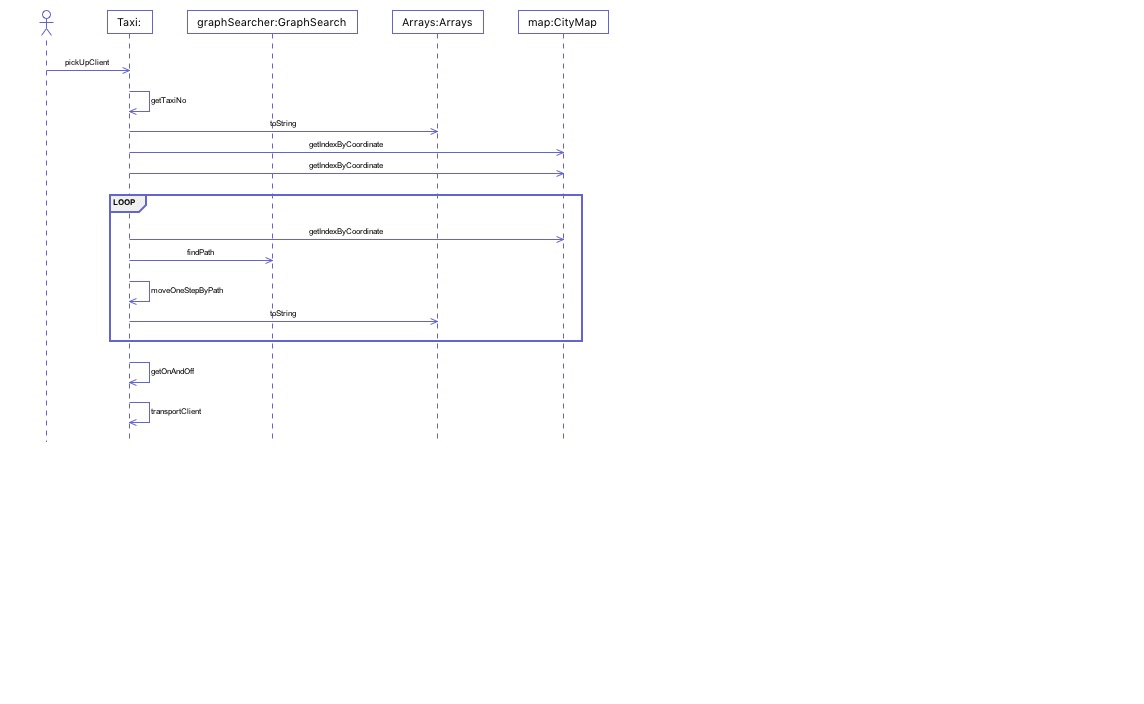 Taxi:
graphSearcher:GraphSearch
Arrays:Arrays
map:CityMap
pickUpClient
getTaxiNo
toString
getIndexByCoordinate
getIndexByCoordinate
LOOP
getIndexByCoordinate
findPath
moveOneStepByPath
toString
getOnAndOff
transportClient